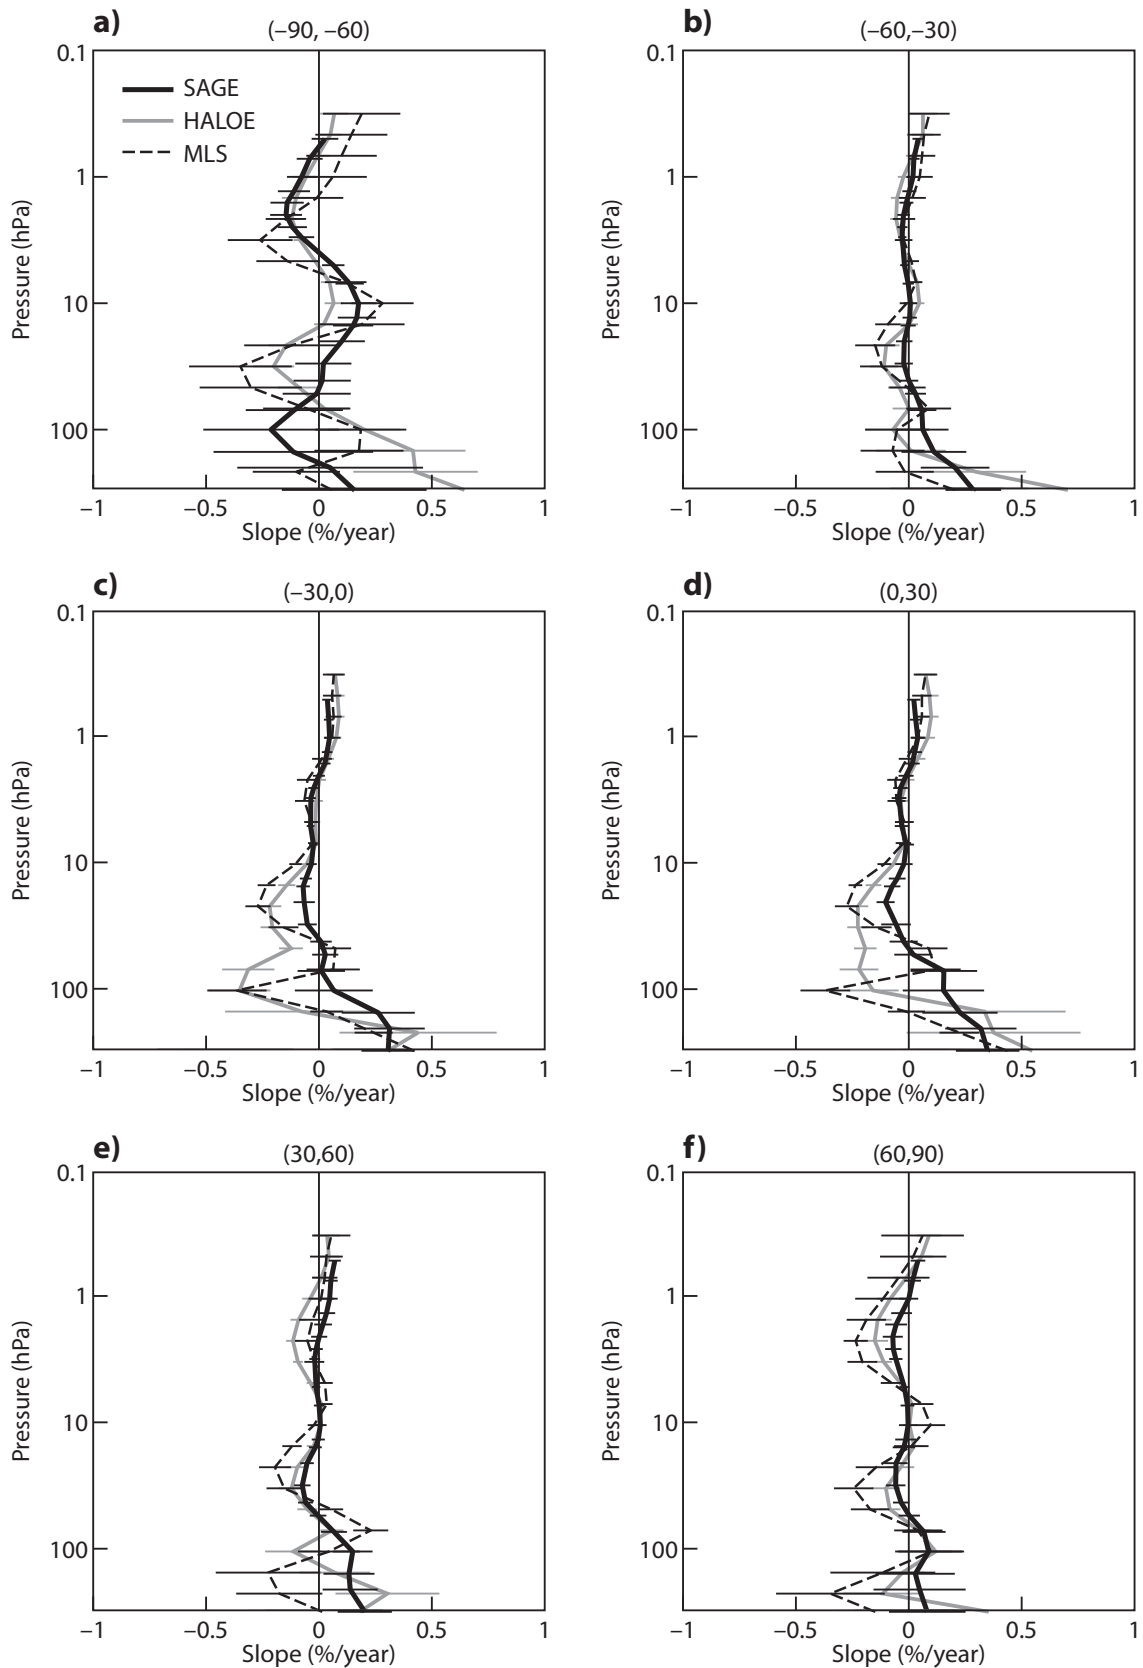 a) (–90, –60)
0.1
1
10
100
Pressure (hPa)
SAGE
HALOE
MLS
–1 –0.5 0 0.5 1
Slope (%/year)
b) (–60,–30)
0.1
1
10
100
Pressure (hPa)
–1 –0.5 0 0.5 1
Slope (%/year)
c) (–30,0)
0.1
1
10
100
Pressure (hPa)
–1 –0.5 0 0.5 1
Slope (%/year)
d) (0,30)
0.1
1
10
100
Pressure (hPa)
–1 –0.5 0 0.5 1
Slope (%/year)
e) (30,60)
0.1
1
10
100
Pressure (hPa)
–1 –0.5 0 0.5 1
Slope (%/year)
f) (60,90)
0.1
1
10
100
Pressure (hPa)
–1 –0.5 0 0.5 1
Slope (%/year)